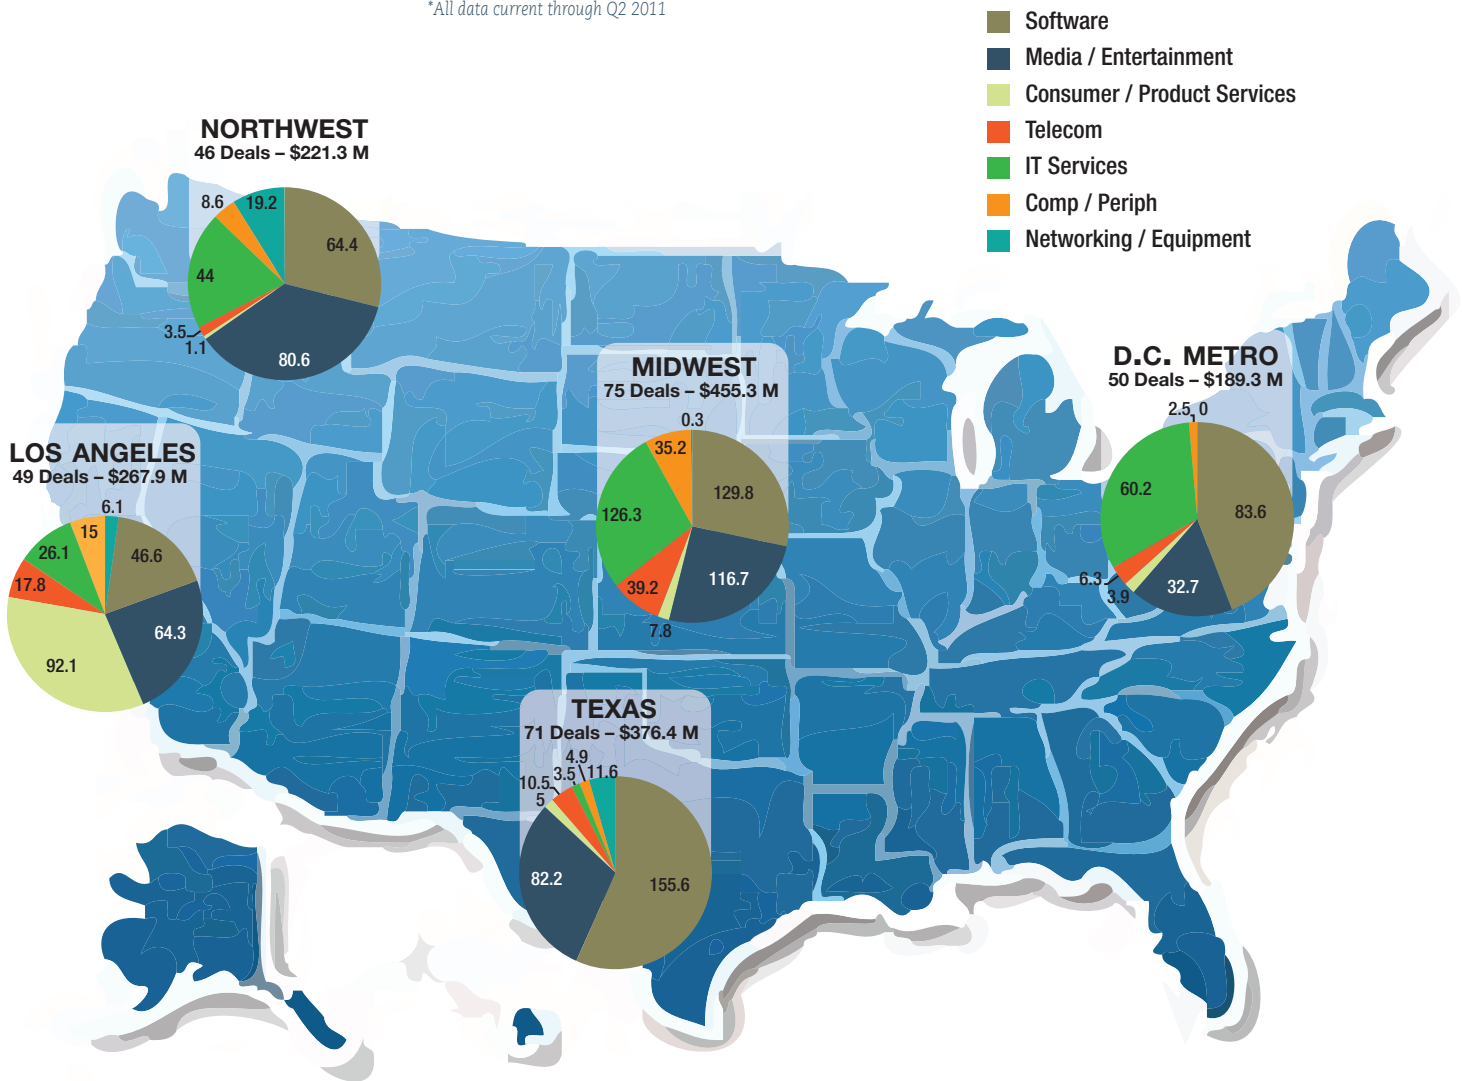 *All data current through Q2 2011
Software
Media / Entertainment
Consumer / Product Services
Telecom
IT Services
Comp / Periph
Networking / Equipment
NORTHWEST
46 Deals – $221.3 M
8.6
19.2
64.4
44
3.5
1.1
80.6
MIDWEST
75 Deals – $455.3 M
0.3
35.2
129.8
126.3
39.2
116.7
7.8
D.C. METRO
50 Deals – $189.3 M
2.5
0
60.2
83.6
6.3
3.9
32.7
LOS ANGELES
49 Deals – $267.9 M
6.1
15
26.1
46.6
17.8
64.3
92.1
TEXAS
71 Deals – $376.4 M
4.9
3.5
11.6
10.5
5
82.2
155.6